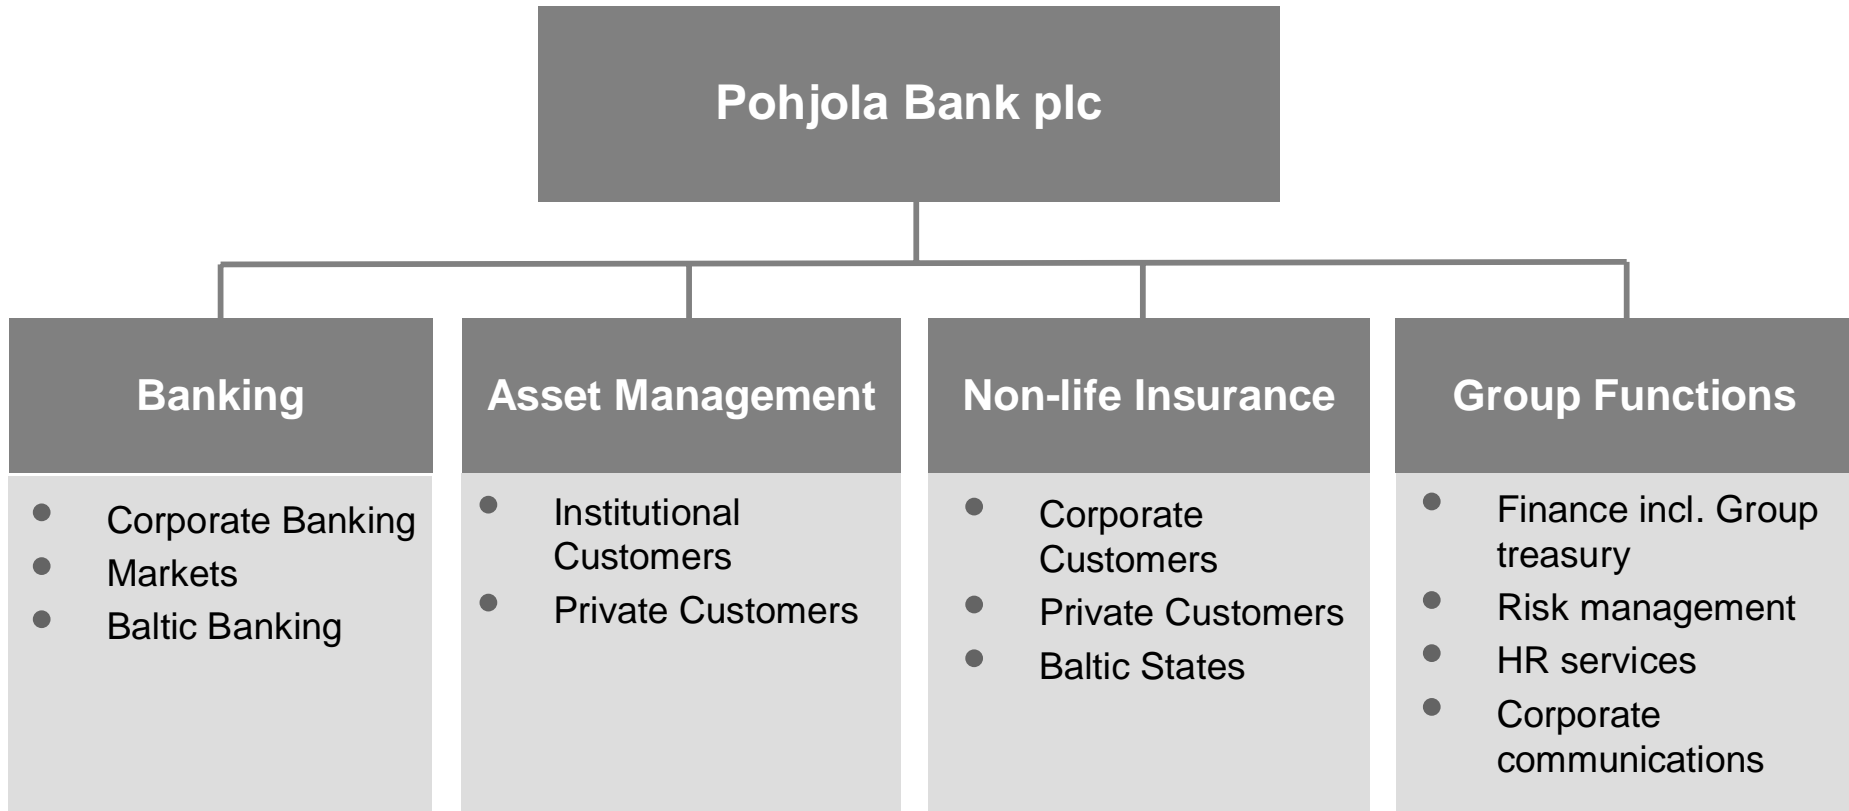 Pohjola Bank plc
Banking
Corporate Banking
Markets
Baltic Banking
Asset Management
Institutional
Customers
Private Customers
Non-life Insurance
Corporate
Customers
Private Customers
Baltic States
Group Functions
Finance incl. Group
treasury
Risk management
HR services
Corporate
communications